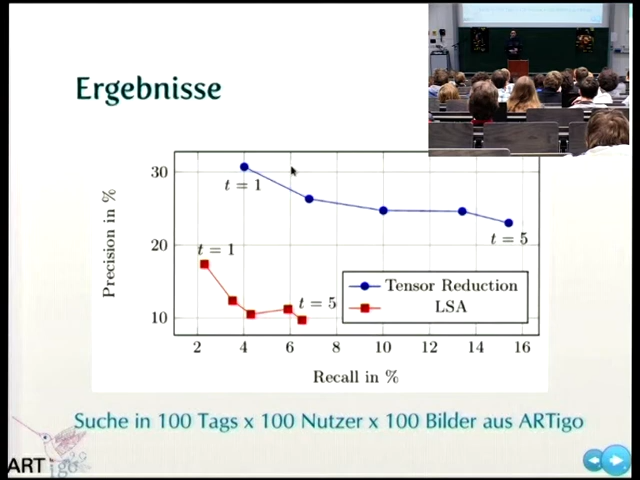 Ergebnisse
30
20
10
Precision in %
t = 1
t = 5
t = 1
t = 5
Tensor Reduction
LSA
2 4 6 8 10 12 14 16
Recall in %
Suche in 100 Tags x 100 Nutzer x 100 Bilder aus ARTigo
ARTigo